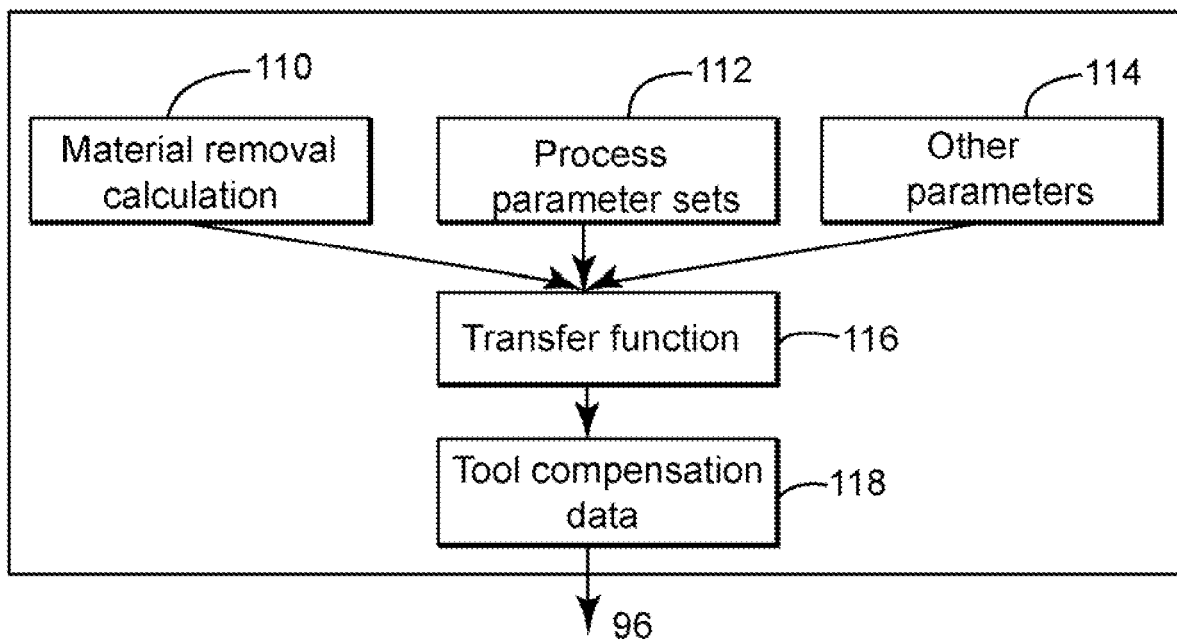 110
112
114
Material removal
calculation
Process
parameter sets
Other
parameters
Transfer function
116
Tool compensation
data
118
96